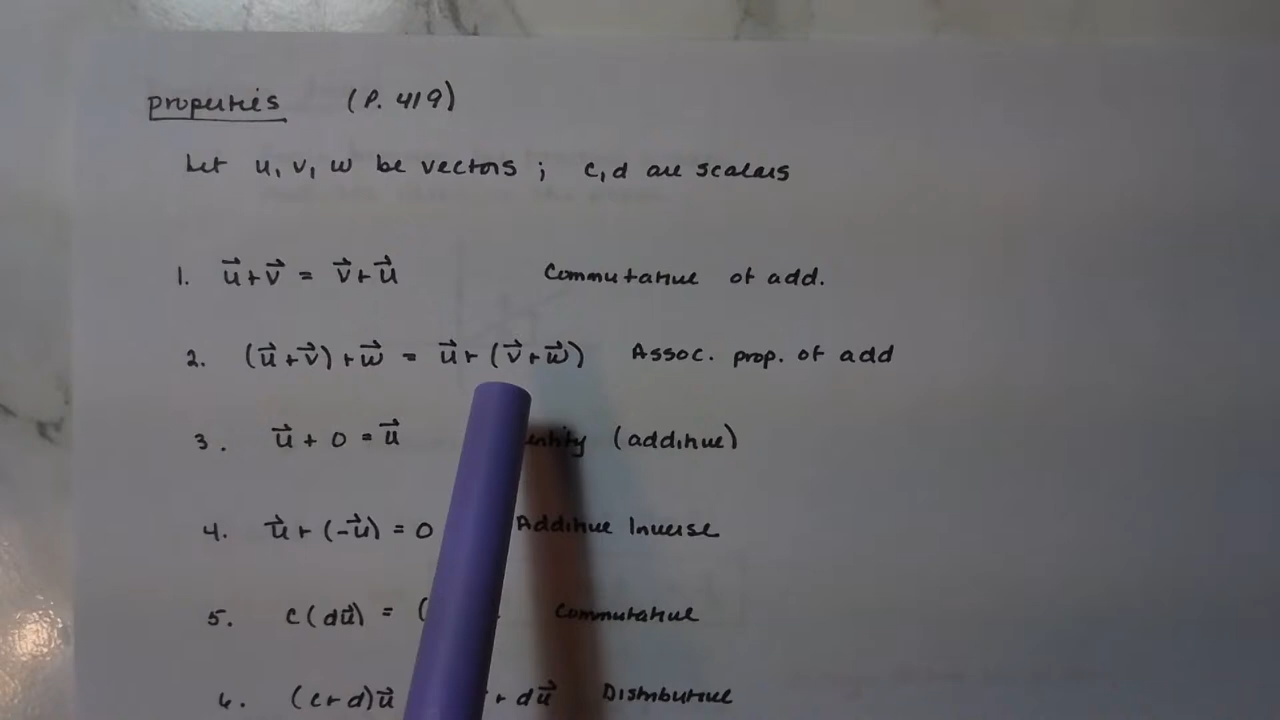 properties (P. 419)
Let u, v, w be vectors ; c, d are scalars
1. u⃗ + v⃗ = v⃗ + u⃗ Commutative of add.
2. (u⃗ + v⃗) + w⃗ = u⃗ + (v⃗ + w⃗) Assoc. prop. of add
3. u⃗ + 0 = u⃗ (additive)
4. u⃗ + (-u⃗) = 0 Additive Inverse
5. c(du⃗) = ( Commutative
6. (c+d)u⃗ + du⃗ Distributive